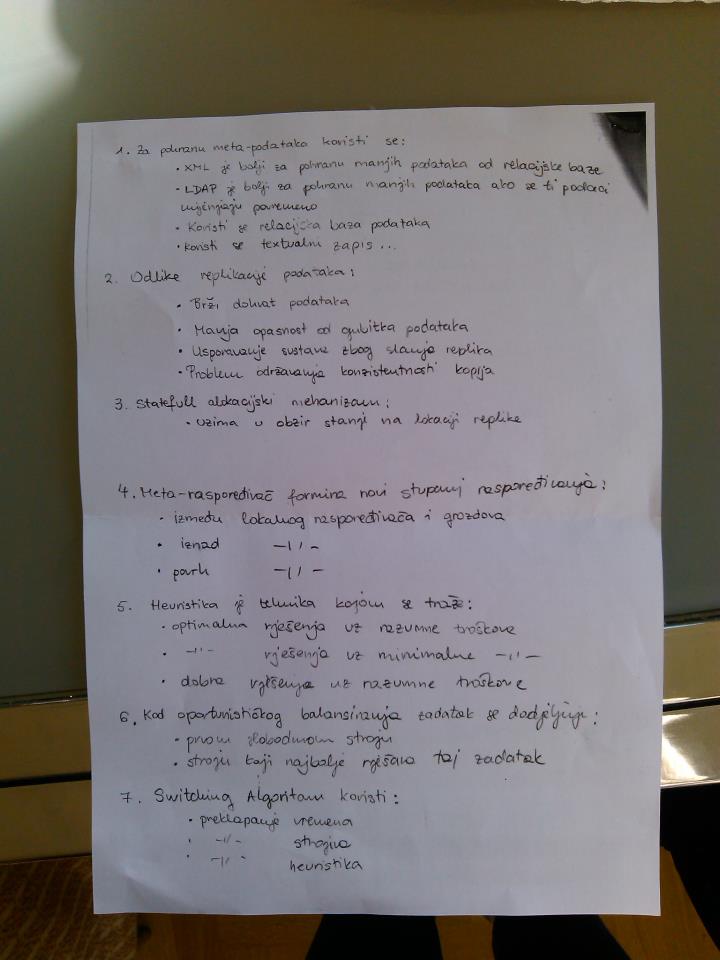 1. Za pohranu meta-podataka koristi se:
• XML je bolji za pohranu manjih podataka od relacijske baze
• LDAP je bolji za pohranu manjih podataka ako se ti podaci
mijenjaju povremeno
• Koristi se relacijska baza podataka
• koristi se textualni zapis ...
2. Odlike replikacije podataka:
• Brži dohvat podataka
• Manja opasnost od gubitka podataka
• Usporavanje sustava zbog slanja replika
• Problem održavanja konzistentnosti kopija
3. Statefull alokacijski mehanizam:
• uzima u obzir stanje na lokaciji replike
4. Meta-raspoređivač formira novi stupanj raspoređivanja:
• između lokalnog raspoređivača i grozdova
• iznad -11-
• povrh -11-
5. Heuristika je tehnika kojom se traže:
• optimalna rješenja uz razumne troškove
• -11- rješenja uz minimalne -11-
• dobra rješenja uz razumne troškove
6. Kod oportunističkog balansiranja zadatak se dodjeljuje:
• prvom slobodnom stroju
• stroju koji najbolje rješava taj zadatak
7. Switching Algoritam koristi:
• preklapanje vremena
• -11- strojeva
• -11- heuristika